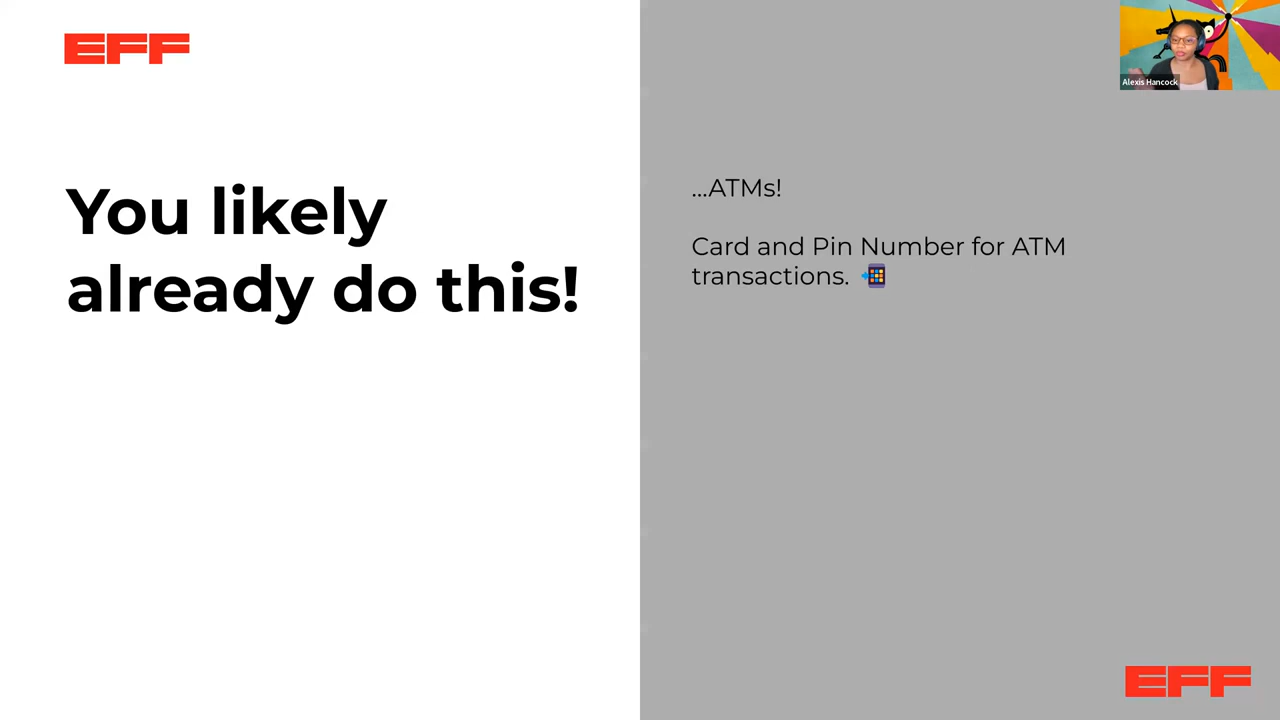 EFF
Alexis Hancock
You likely
already do this!
...ATMs!
Card and Pin Number for ATM
transactions. 📲
EFF